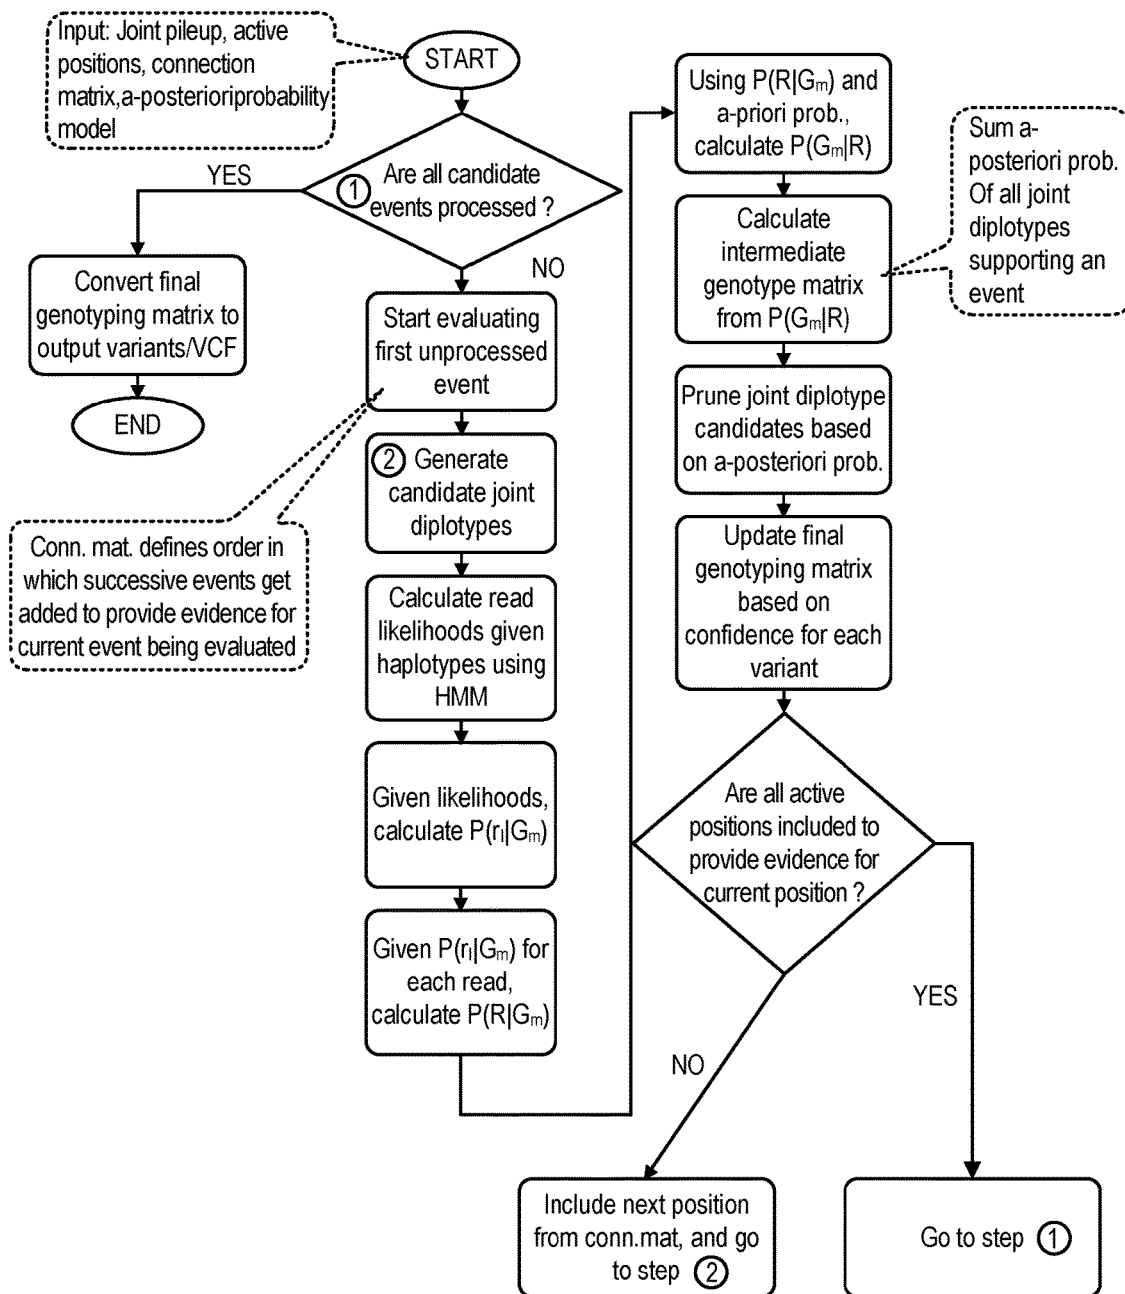 Input: Joint pileup, active
positions, connection
matrix,a-posterioriprobability
model
START
YES
1 Are all candidate
events processed ?
NO
Convert final
genotyping matrix to
output variants/VCF
END
Start evaluating
first unprocessed
event
Conn. mat. defines order in
which successive events get
added to provide evidence for
current event being evaluated
2 Generate
candidate joint
diplotypes
Calculate read
likelihoods given
haplotypes using
HMM
Given likelihoods,
calculate P(rₗ|Gₘ)
Given P(rₗ|Gₘ) for
each read,
calculate P(R|Gₘ)
Using P(R|Gₘ) and
a-priori prob.,
calculate P(Gₘ|R)
Calculate
intermediate
genotype matrix
from P(Gₘ|R)
Sum a-
posteriori prob.
Of all joint
diplotypes
supporting an
event
Prune joint diplotype
candidates based
on a-posteriori prob.
Update final
genotyping matrix
based on
confidence for each
variant
Are all active
positions included to
provide evidence for
current position ?
NO
YES
Include next position
from conn.mat, and go
to step 2
Go to step 1